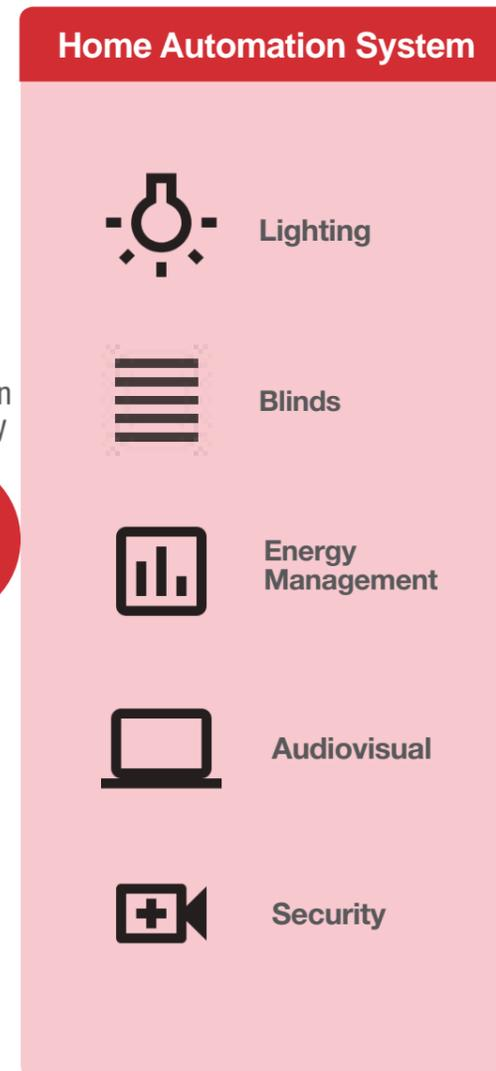 Home Automation System
Lighting
Blinds
Energy
Management
Audiovisual
Security